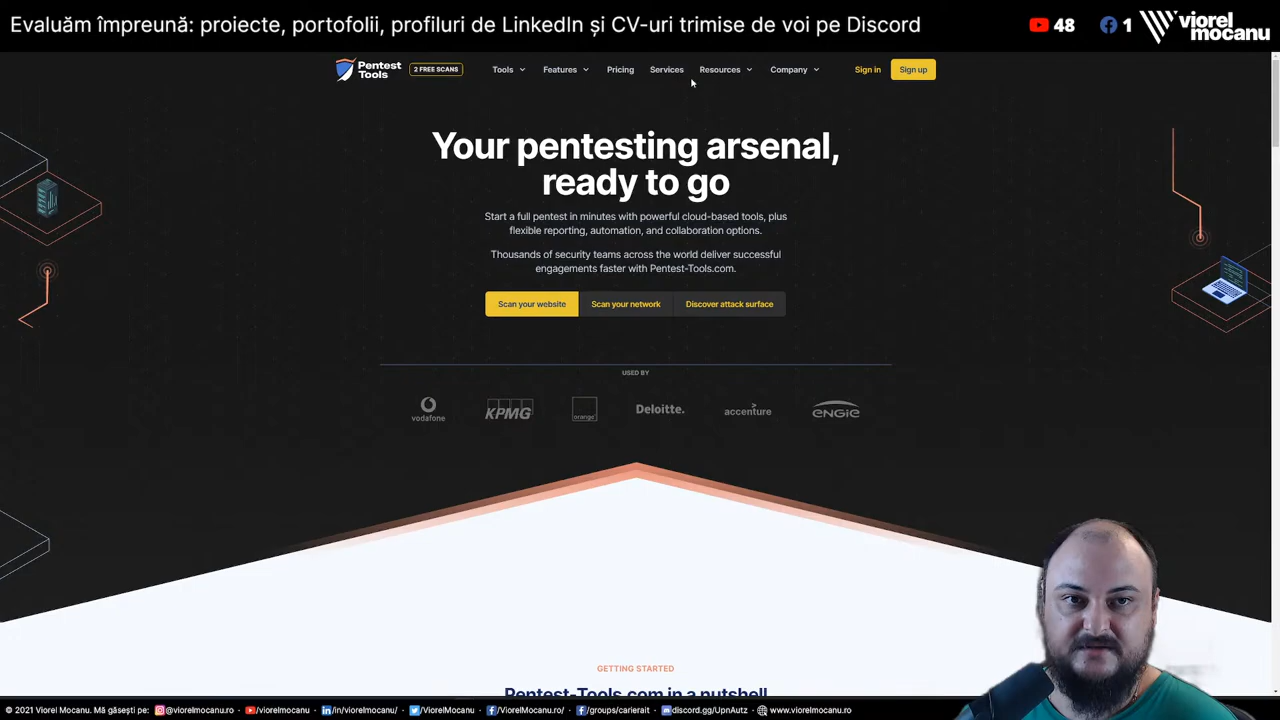 Evaluăm împreună: proiecte, portofolii, profiluri de LinkedIn și CV-uri trimise de voi pe Discord
48
1
viorel
mocanu
Pentest
Tools
2 FREE SCANS
Tools
Features
Pricing
Services
Resources
Company
Sign in
Sign up
Your pentesting arsenal,
ready to go
Start a full pentest in minutes with powerful cloud-based tools, plus
flexible reporting, automation, and collaboration options.
Thousands of security teams across the world deliver successful
engagements faster with Pentest-Tools.com.
Scan your website
Scan your network
Discover attack surface
USED BY
vodafone
KPMG
orange
Deloitte.
accenture
ENGIE
GETTING STARTED
Pentest-Tools.com in a nutshell
© 2021 Viorel Mocanu. Mă găsești pe:
@viorelmocanu.ro
/viorelmocanu
/in/viorelmocanu/
/ViorelMocanu
/ViorelMocanu.ro/
/groups/carierait
discord.gg/UpnAutz
www.viorelmocanu.ro